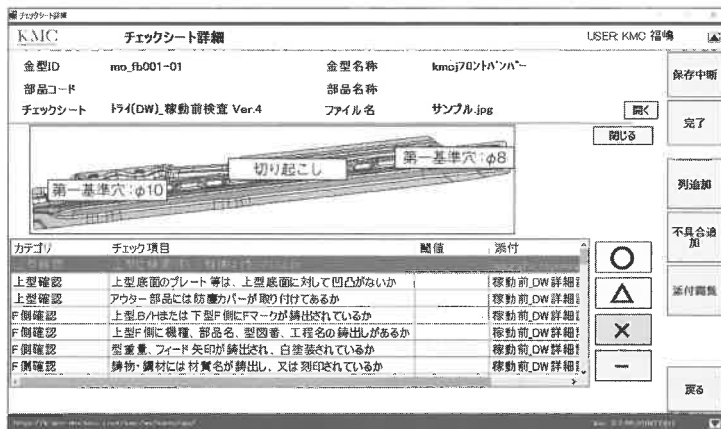 チェックシート詳細
KMC チェックシート詳細 USER: KMC 福嶋
金型ID mo_fb001-01 金型名称 kmcjフロントバンパー
部品コード 部品名称
チェックシート トライ(DW)_稼動前検査 Ver.4 ファイル名 サンプル.jpg 開く
閉じる
保存中断
完了
列追加
不具合追加
添付閲覧
戻る
第一基準穴:φ10
切り起こし
第一基準穴:φ8
カテゴリ チェック項目 閾値 添付
上型確認 上型底面のプレート等は、上型底面に対して凹凸がないか 稼動前_DW詳細
上型確認 アウター部品には防塵カバーが取り付けてあるか 稼動前_DW詳細
F側確認 上型B/Hまたは下型F側にFマークが鋳出されているか 稼動前_DW詳細
F側確認 上型F側に機種、部品名、型図番、工程名の鋳出しがあるか 稼動前_DW詳細
F側確認 型重量、フィード矢印が鋳出され、白塗装されているか 稼動前_DW詳細
F側確認 鋳物・鋼材には材質名が鋳出し、又は刻印されているか 稼動前_DW詳細
○
△
×
−